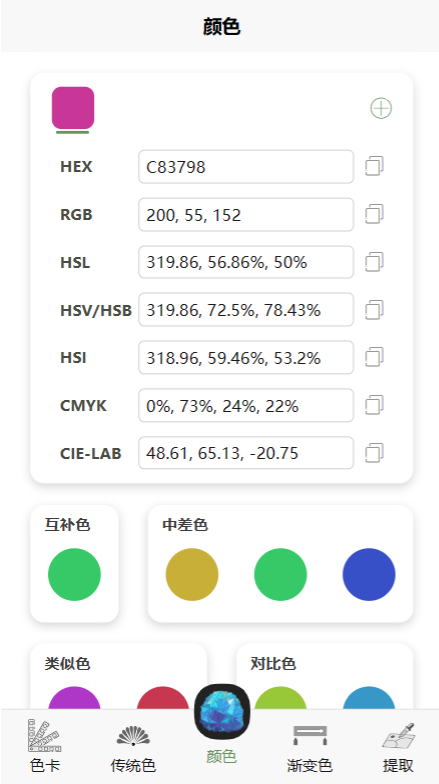 颜色
HEX C83798
RGB 200, 55, 152
HSL 319.86, 56.86%, 50%
HSV/HSB 319.86, 72.5%, 78.43%
HSI 318.96, 59.46%, 53.2%
CMYK 0%, 73%, 24%, 22%
CIE-LAB 48.61, 65.13, -20.75
互补色 中差色
类似色 对比色
色卡 传统色 颜色 渐变色 提取